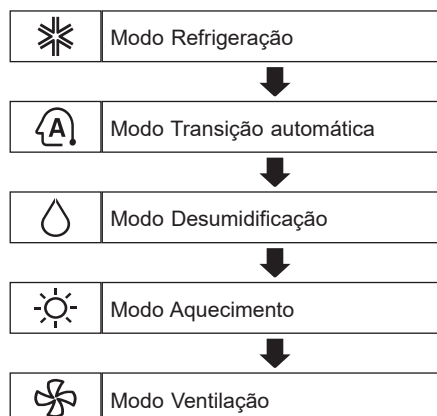 Modo Refrigeração
A
Modo Transição automática
Modo Desumidificação
Modo Aquecimento
Modo Ventilação